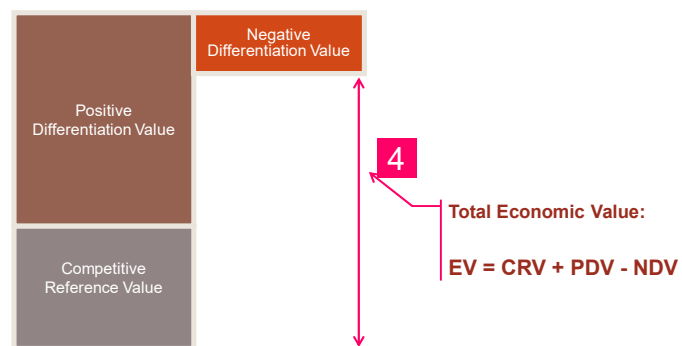 Negative
Differentiation Value
Positive
Differentiation Value
4
Total Economic Value:
EV = CRV + PDV - NDV
Competitive
Reference Value